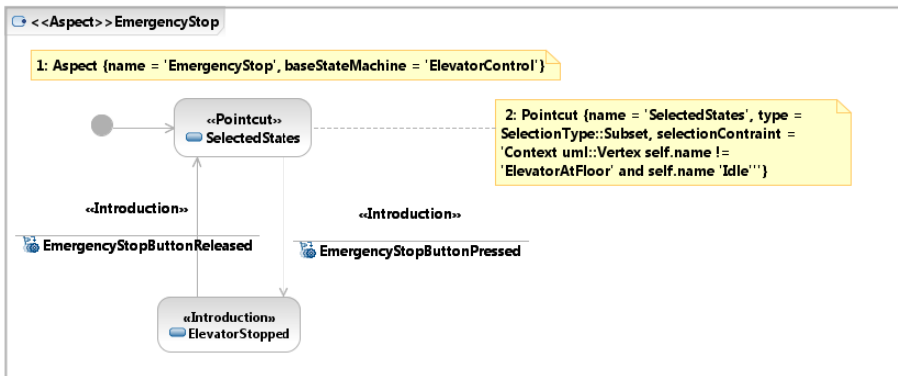 <<Aspect>>EmergencyStop
1: Aspect {name = 'EmergencyStop', baseStateMachine = 'ElevatorControl'}
«Pointcut»
SelectedStates
2: Pointcut {name = 'SelectedStates', type =
SelectionType::Subset, selectionContraint =
'Context uml::Vertex self.name !=
'ElevatorAtFloor' and self.name 'Idle'''}
«Introduction»
EmergencyStopButtonReleased
«Introduction»
EmergencyStopButtonPressed
«Introduction»
ElevatorStopped